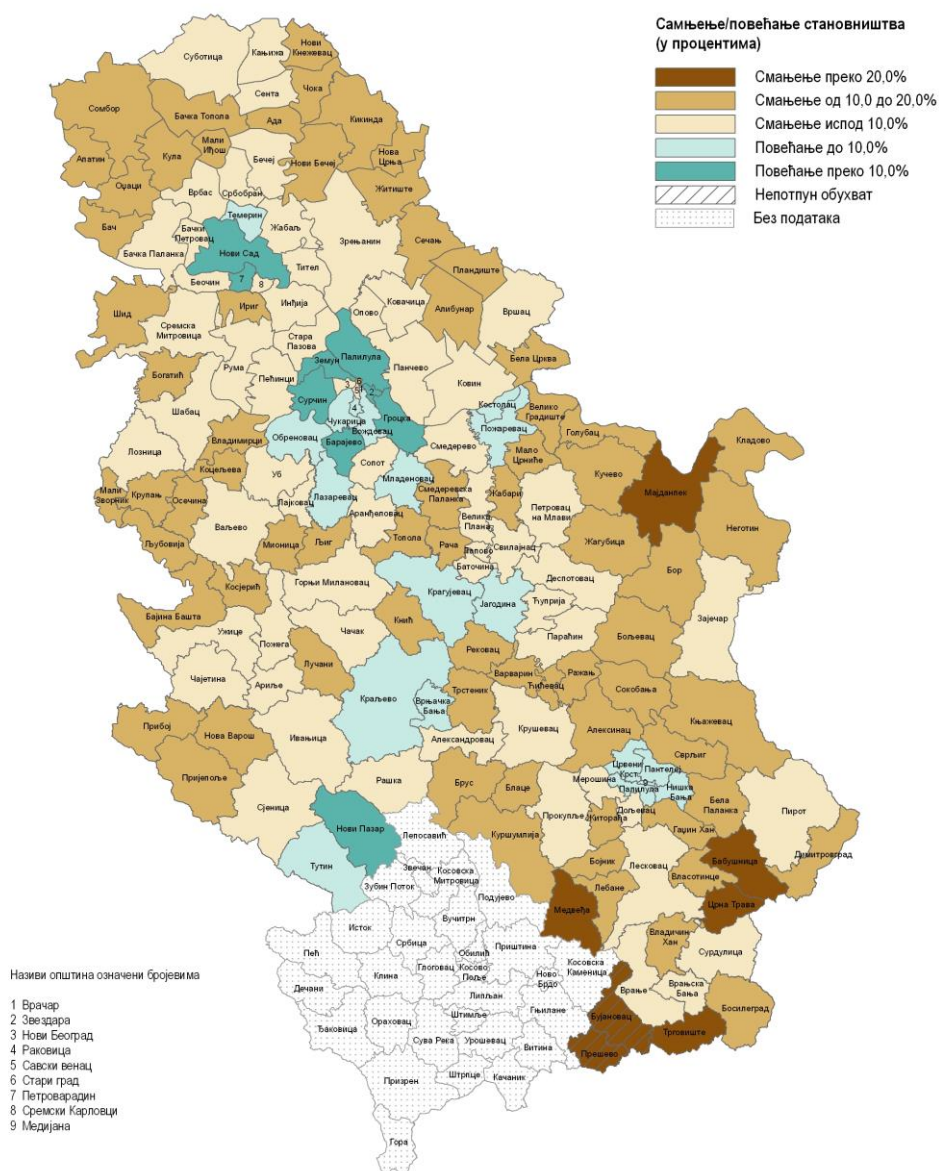 Самњење/повећање становништва
(у процентима)
Смањење преко 20,0%
Смањење од 10,0 до 20,0%
Смањење испод 10,0%
Повећање до 10,0%
Повећање преко 10,0%
Непотпун обухват
Без података
Суботица
Кањижа
Нови
Кнежевац
Сента
Чока
Сомбор
Бачка Топола
Ада
Кикинда
Мали
Иђош
Апатин
Кула
Бечеј
Нови Бечеј
Нова
Црња
Оџаци
Врбас
Србобран
Житиште
Темерин
Бач
Бачки
Петровац
Жабаљ
Зрењанин
Сечањ
Бачка Паланка
Нови Сад
7
8
Тител
Пландиште
Беочин
Шид
Ириг
Инђија
Ковачица
Опово
Алибунар
Вршац
Сремска
Митровица
Стара
Пазова
Рума
Земун
Палилула
Панчево
Бела Црква
Богатић
Пећинци
6
3
5
2
4
Сурчин
Ковин
Шабац
Чукарица
Гроцка
Костолац
Велико
Градиште
Обреновац
Вождовац
Барајево
Пожаревац
Голубац
Кладово
Лозница
Владимирци
Смедерево
Мало
Црниће
Кучево
Сопот
Уб
Коцељева
Младеновац
Мајданпек
Мали
Зворник
Крупањ
Осечина
Лазаревац
Смедеревска
Паланка
Жабари
Петровац
на Млави
Неготин
Лајковац
Аранђеловац
Велика
Плана
Љубовија
Ваљево
Мионица
Љиг
Топола
Рача
Лапово
Свилајнац
Жагубица
Баточина
Бор
Косјерић
Горњи Милановац
Деспотовац
Крагујевац
Јагодина
Ћуприја
Бајина Башта
Кнић
Зајечар
Ужице
Пожега
Чачак
Параћин
Бољевац
Лучани
Рековац
Чајетина
Ариље
Варварин
Ћићевац
Ражањ
Краљево
Трстеник
Сокобања
Врњачка
Бања
Књажевац
Прибој
Нова Варош
Ивањица
Александровац
Крушевац
Алексинац
Сврљиг
Црвени
Крст
Пантелеј
Пријепоље
Рашка
Брус
Блаце
Мерошина
9
Палилула
Нишка
Бања
Бела
Паланка
Сјеница
Прокупље
Дољевац
Житорађа
Пирот
Нови Пазар
Лепосавић
Куршумлија
Гаџин Хан
Димитровград
Тутин
Звечан
Косовска
Митровица
Бојник
Лесковац
Бабушница
Власотинце
Зубин Поток
Лебане
Медвеђа
Црна Трава
Подујево
Вучитрн
Владичин
Хан
Исток
Србица
Сурдулица
Пећ
Обилић
Приштина
Косовска
Каменица
Клина
Глоговац
Косово
Поље
Ново
Брдо
Врање
Врањска
Бања
Дечани
Липљан
Гњилане
Бујановац
Босилеград
Ђаковица
Ораховац
Штимље
Трговиште
Сува Река
Урошевац
Витина
Прешево
Призрен
Штрпце
Качаник
Гора
Називи општина означени бројевима
1 Врачар
2 Звездара
3 Нови Београд
4 Раковица
5 Савски венац
6 Стари град
7 Петроварадин
8 Сремски Карловци
9 Медијана